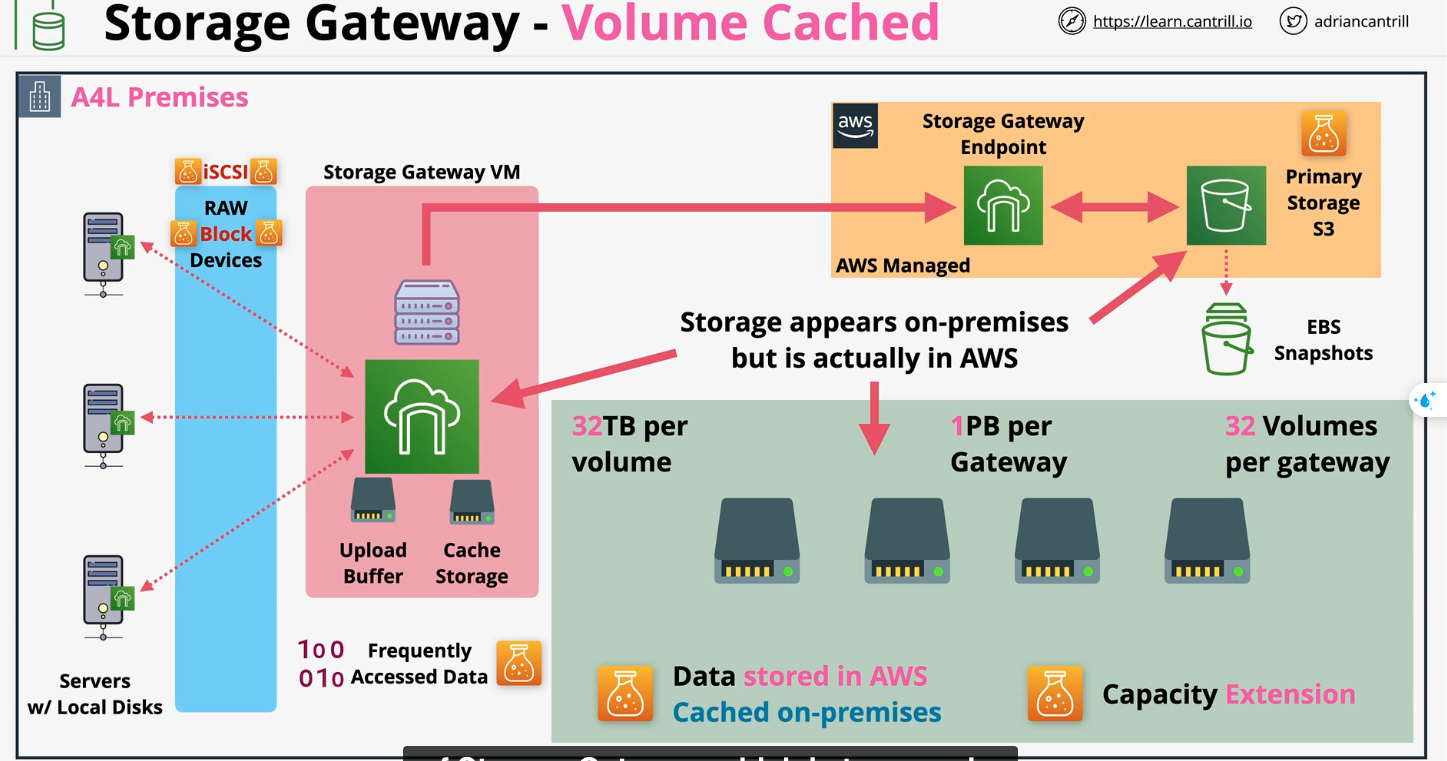 Storage Gateway - Volume Cached
https://learn.cantrill.io
adriancantrill
A4L Premises
iSCSI
RAW
Block
Devices
Storage Gateway VM
aws
Storage Gateway
Endpoint
Primary
Storage
S3
AWS Managed
Storage appears on-premises
but is actually in AWS
EBS
Snapshots
32TB per
volume
1PB per
Gateway
32 Volumes
per gateway
Upload
Buffer
Cache
Storage
100
010
Frequently
Accessed Data
Servers
w/ Local Disks
Data stored in AWS
Cached on-premises
Capacity Extension